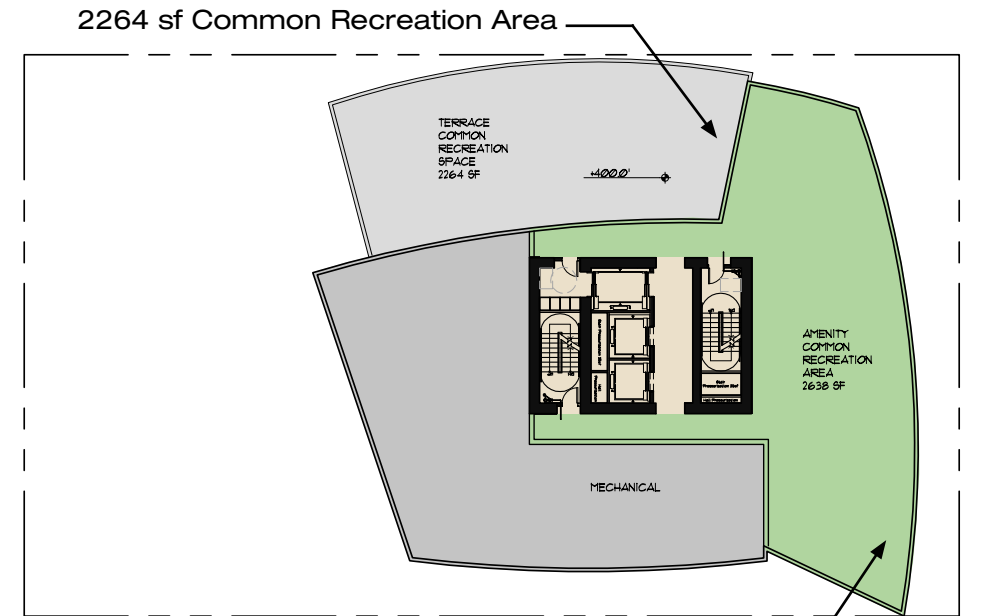 2264 sf Common Recreation Area
TERRACE
COMMON
RECREATION
SPACE
2264 SF
+400.0'
AMENITY
COMMON
RECREATION
AREA
2638 SF
MECHANICAL